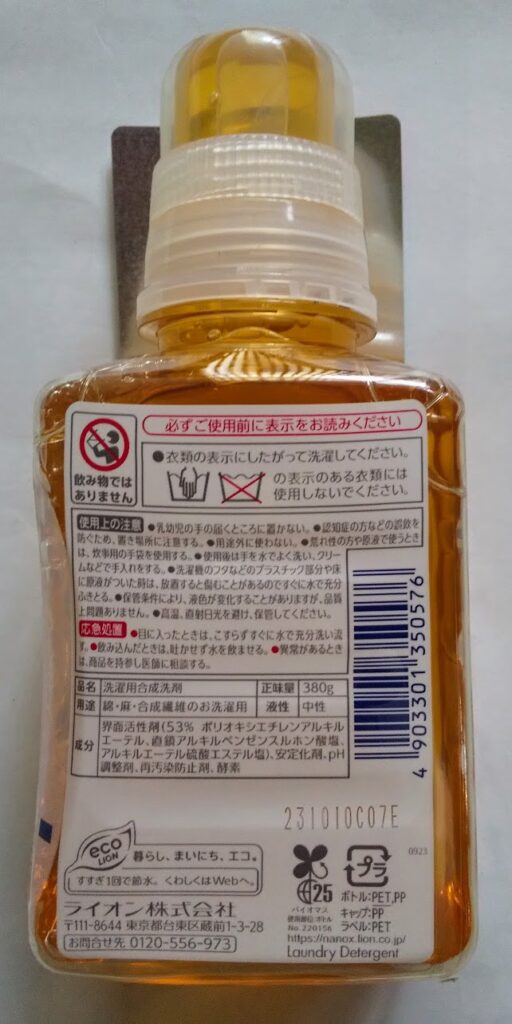 必ずご使用前に表示をお読みください
飲み物では
ありません
●衣類の表示にしたがって洗濯してください。
の表示のある衣類には
使用しないでください。
使用上の注意 ●乳幼児の手の届くところに置かない。●認知症の方などの誤飲を
防ぐため、置き場所に注意する。●用途外に使わない。●荒れ性の方や原液で使うとき
は、炊事用の手袋を使用する。●使用後は手を水でよく洗い、クリー
ムなどで手入れをする。●洗濯機のフタなどのプラスチック部分や床
に原液がついた時は、放置すると傷むことがあるのですぐに水で充分
ふきとる。●保管条件により、液色が変化することがありますが、品質
上問題ありません。●高温、直射日光を避け、保管してください。
応急処置 ●目に入ったときは、こすらずすぐに水で充分洗い流
す。●飲み込んだときは、吐かせず水を飲ませる。●異常があるとき
は、商品を持参し医師に相談する。
品名 洗濯用合成洗剤 正味量 380g
用途 綿・麻・合成繊維のお洗濯用 液性 中性
成分 界面活性剤(53% ポリオキシエチレンアルキル
エーテル、直鎖アルキルベンゼンスルホン酸塩、
アルキルエーテル硫酸エステル塩)、安定化剤、pH
調整剤、再汚染防止剤、酵素
4 903301 350576
231010C07E
0923
eco
LION
暮らし、まいにち、エコ。
すすぎ1回で節水。くわしくはWebへ。
ライオン株式会社
〒111-8644 東京都台東区蔵前1-3-28
お問合せ先 0120-556-973
25
バイオマス
使用部位:ボトル
No.220156
プラ
ボトル:PET,PP
キャップ:PP
ラベル:PET
https://nanox.lion.co.jp/
Laundry Detergent